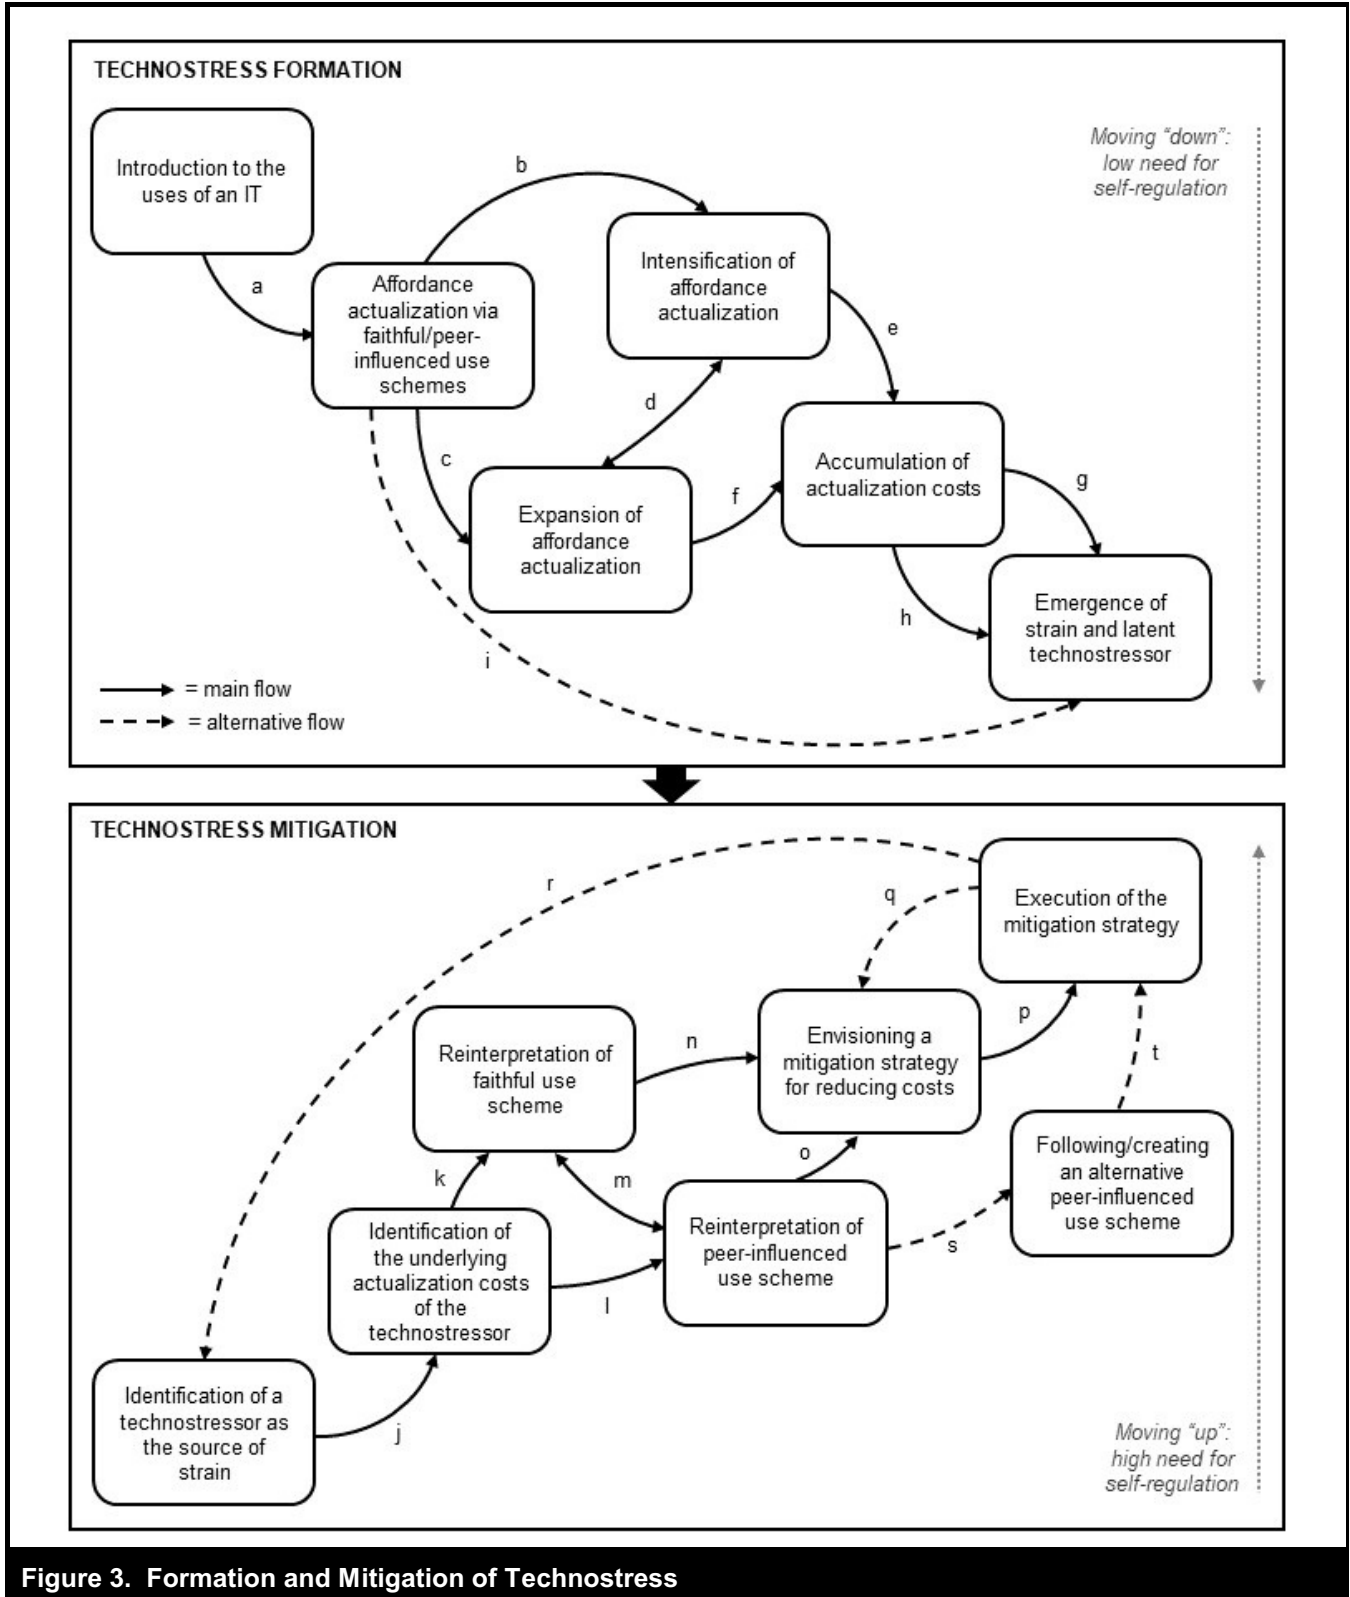 TECHNOSTRESS FORMATION
Introduction to the
uses of an IT
a
Affordance
actualization via
faithful/peer-
influenced use
schemes
b
Intensification of
affordance
actualization
Moving “down”:
low need for
self-regulation
c
d
e
Expansion of
affordance
actualization
f
Accumulation of
actualization costs
g
h
Emergence of
strain and latent
technostressor
i
= main flow
= alternative flow
TECHNOSTRESS MITIGATION
r
q
Execution of the
mitigation strategy
Reinterpretation of
faithful use
scheme
n
Envisioning a
mitigation strategy
for reducing costs
p
t
k
m
o
Following/creating
an alternative
peer-influenced
use scheme
Identification of
the underlying
actualization costs
of the
technostressor
l
Reinterpretation of
peer-influenced
use scheme
s
Identification of a
technostressor as
the source of
strain
j
Moving “up”:
high need for
self-regulation
Figure 3. Formation and Mitigation of Technostress